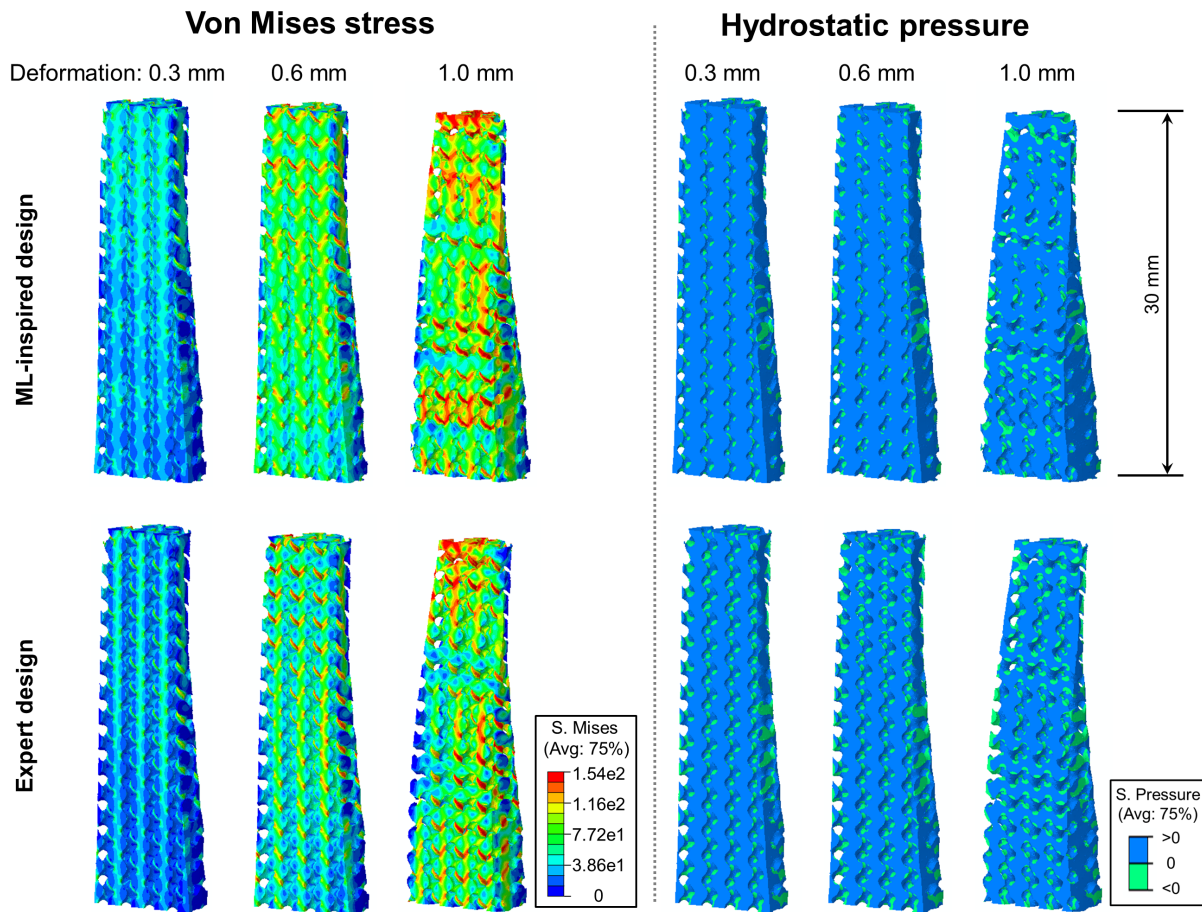 Von Mises stress
Hydrostatic pressure
Deformation: 0.3 mm
0.6 mm
1.0 mm
0.3 mm
0.6 mm
1.0 mm
ML-inspired design
30 mm
Expert design
S. Mises
(Avg: 75%)
1.54e2
1.16e2
7.72e1
3.86e1
0
S. Pressure
(Avg: 75%)
>0
0
<0